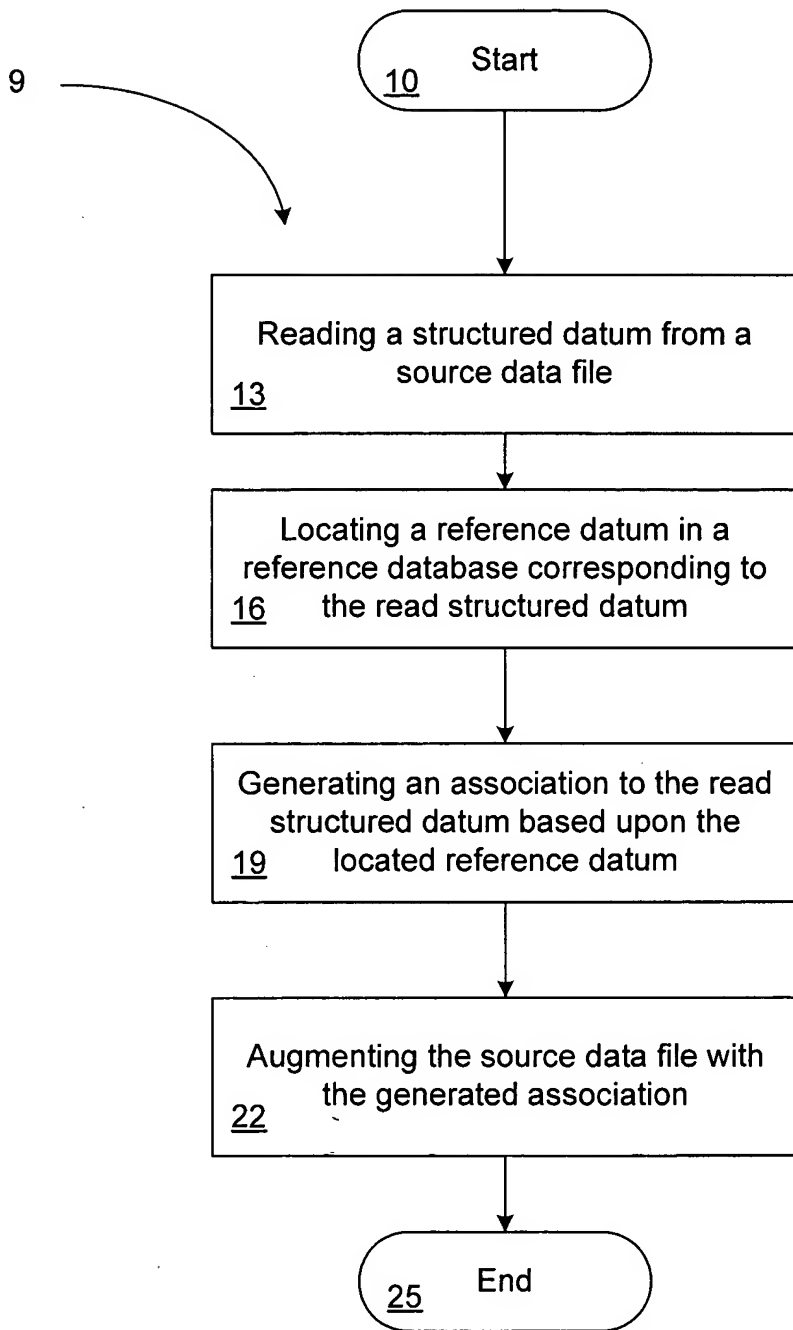 9
Start
10
Reading a structured datum from a
source data file
13
Locating a reference datum in a
reference database corresponding to
the read structured datum
16
Generating an association to the read
structured datum based upon the
located reference datum
19
Augmenting the source data file with
the generated association
22
End
25